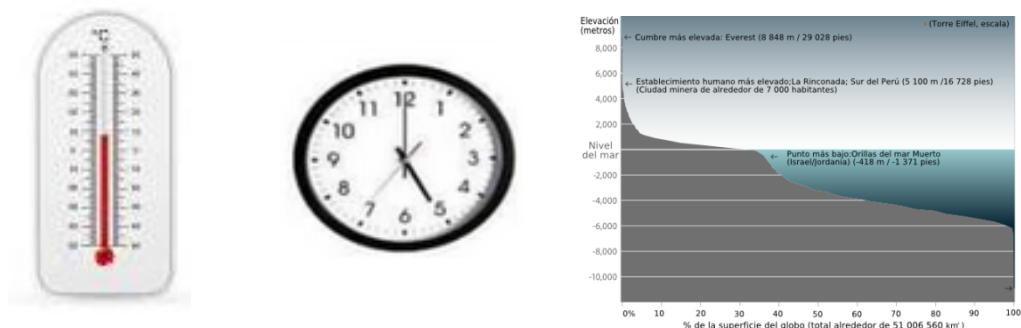 °C
12
1
2
3
4
5
6
7
8
9
10
11
Elevación
(metros)
8,000
6,000
4,000
2,000
Nivel
del mar
-2,000
-4,000
-6,000
-8,000
-10,000
(Torre Eiffel, escala)
← Cumbre más elevada: Everest (8 848 m / 29 028 pies)
← Establecimiento humano más elevado;La Rinconada; Sur del Perú (5 100 m /16 728 pies)
(Ciudad minera de alrededor de 7 000 habitantes)
← Punto más bajo:Orillas del mar Muerto
(Israel/Jordania) (-418 m / -1 371 pies)
→
0% 10 20 30 40 50 60 70 80 90 100
% de la superficie del globo (total alrededor de 51 006 560 km²)